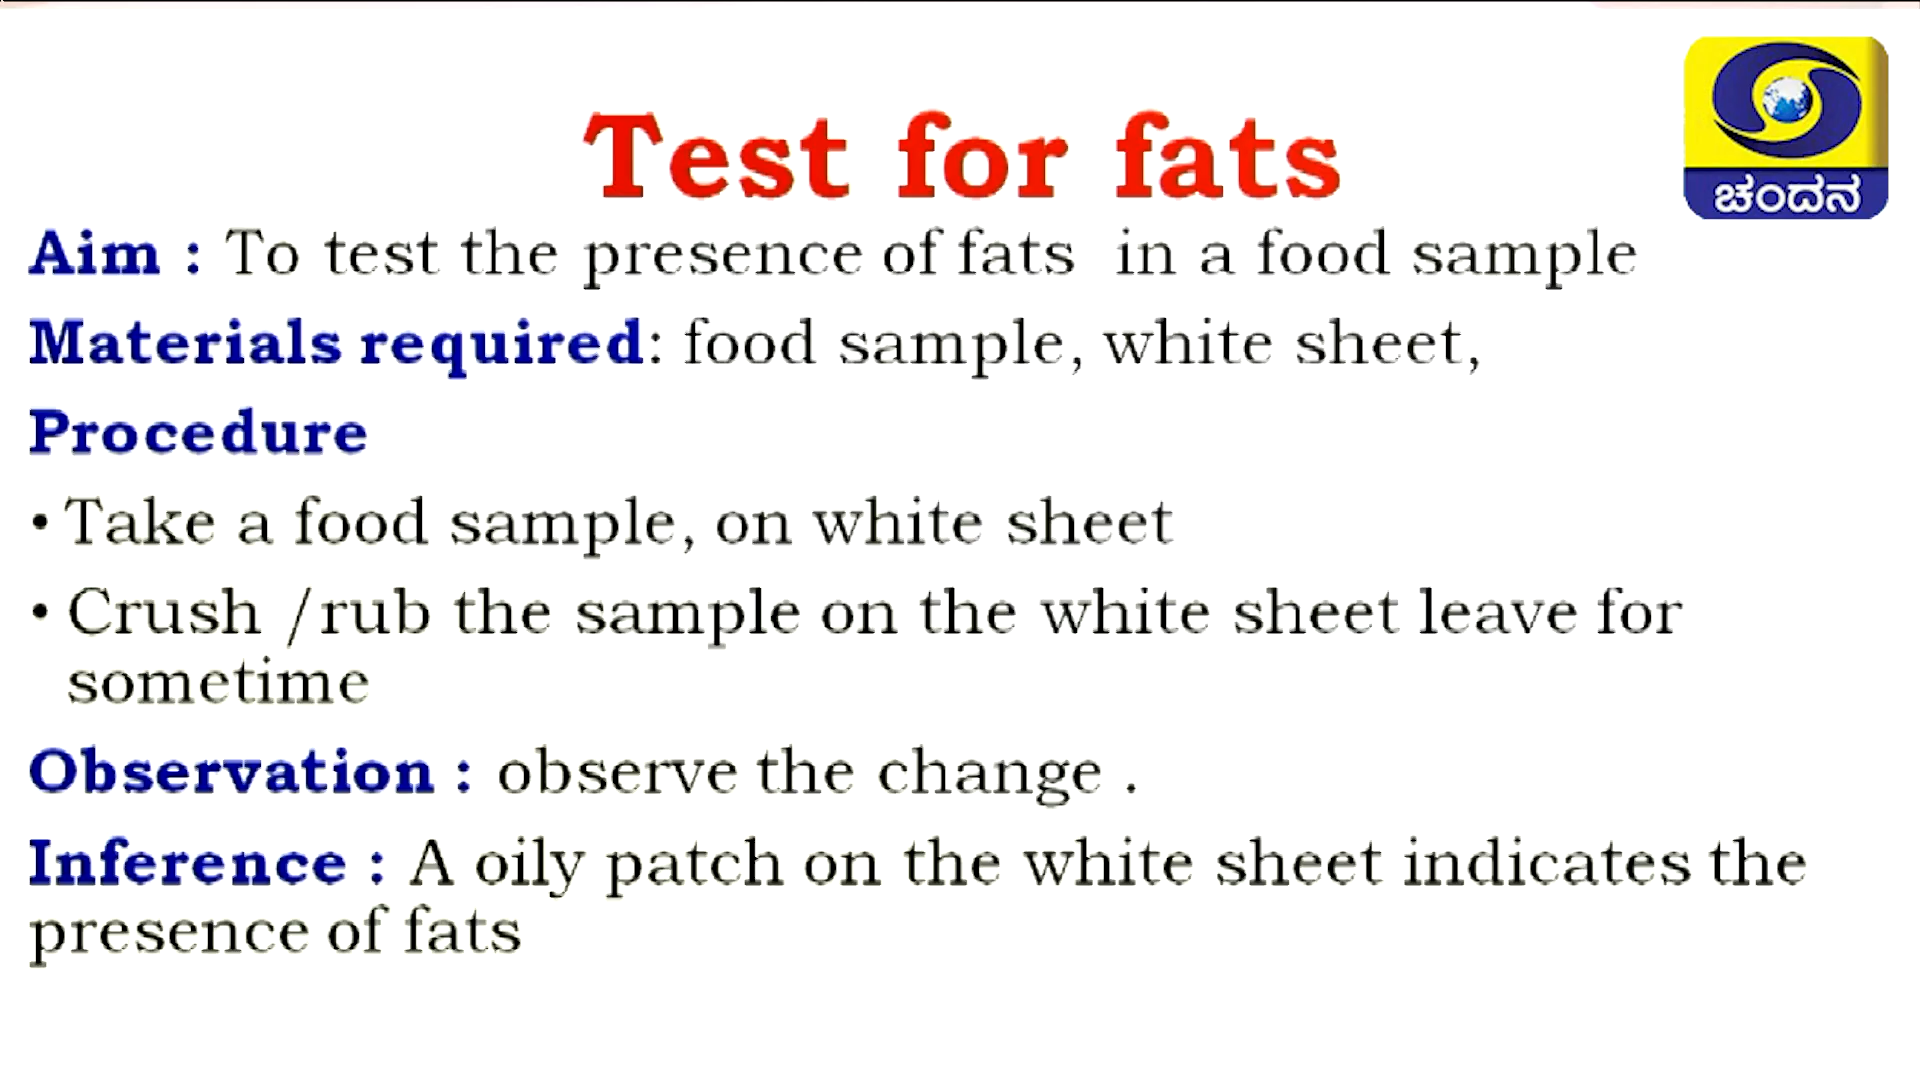 Test for fats
ಚಂದನ
Aim : To test the presence of fats in a food sample
Materials required: food sample, white sheet,
Procedure
• Take a food sample, on white sheet
• Crush /rub the sample on the white sheet leave for
sometime
Observation : observe the change .
Inference : A oily patch on the white sheet indicates the
presence of fats